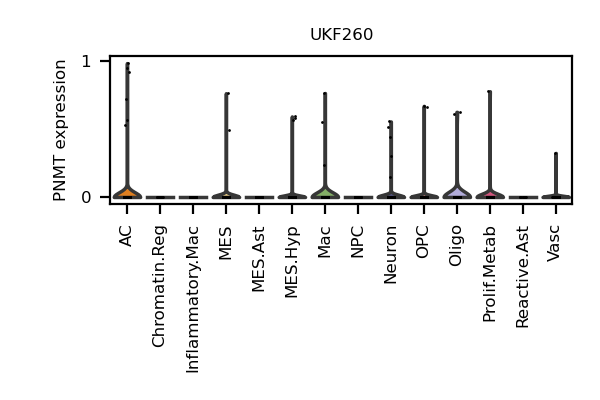 UKF260
PNMT expression
1
0
AC
Chromatin.Reg
Inflammatory.Mac
MES
MES.Ast
MES.Hyp
Mac
NPC
Neuron
OPC
Oligo
Prolif.Metab
Reactive.Ast
Vasc